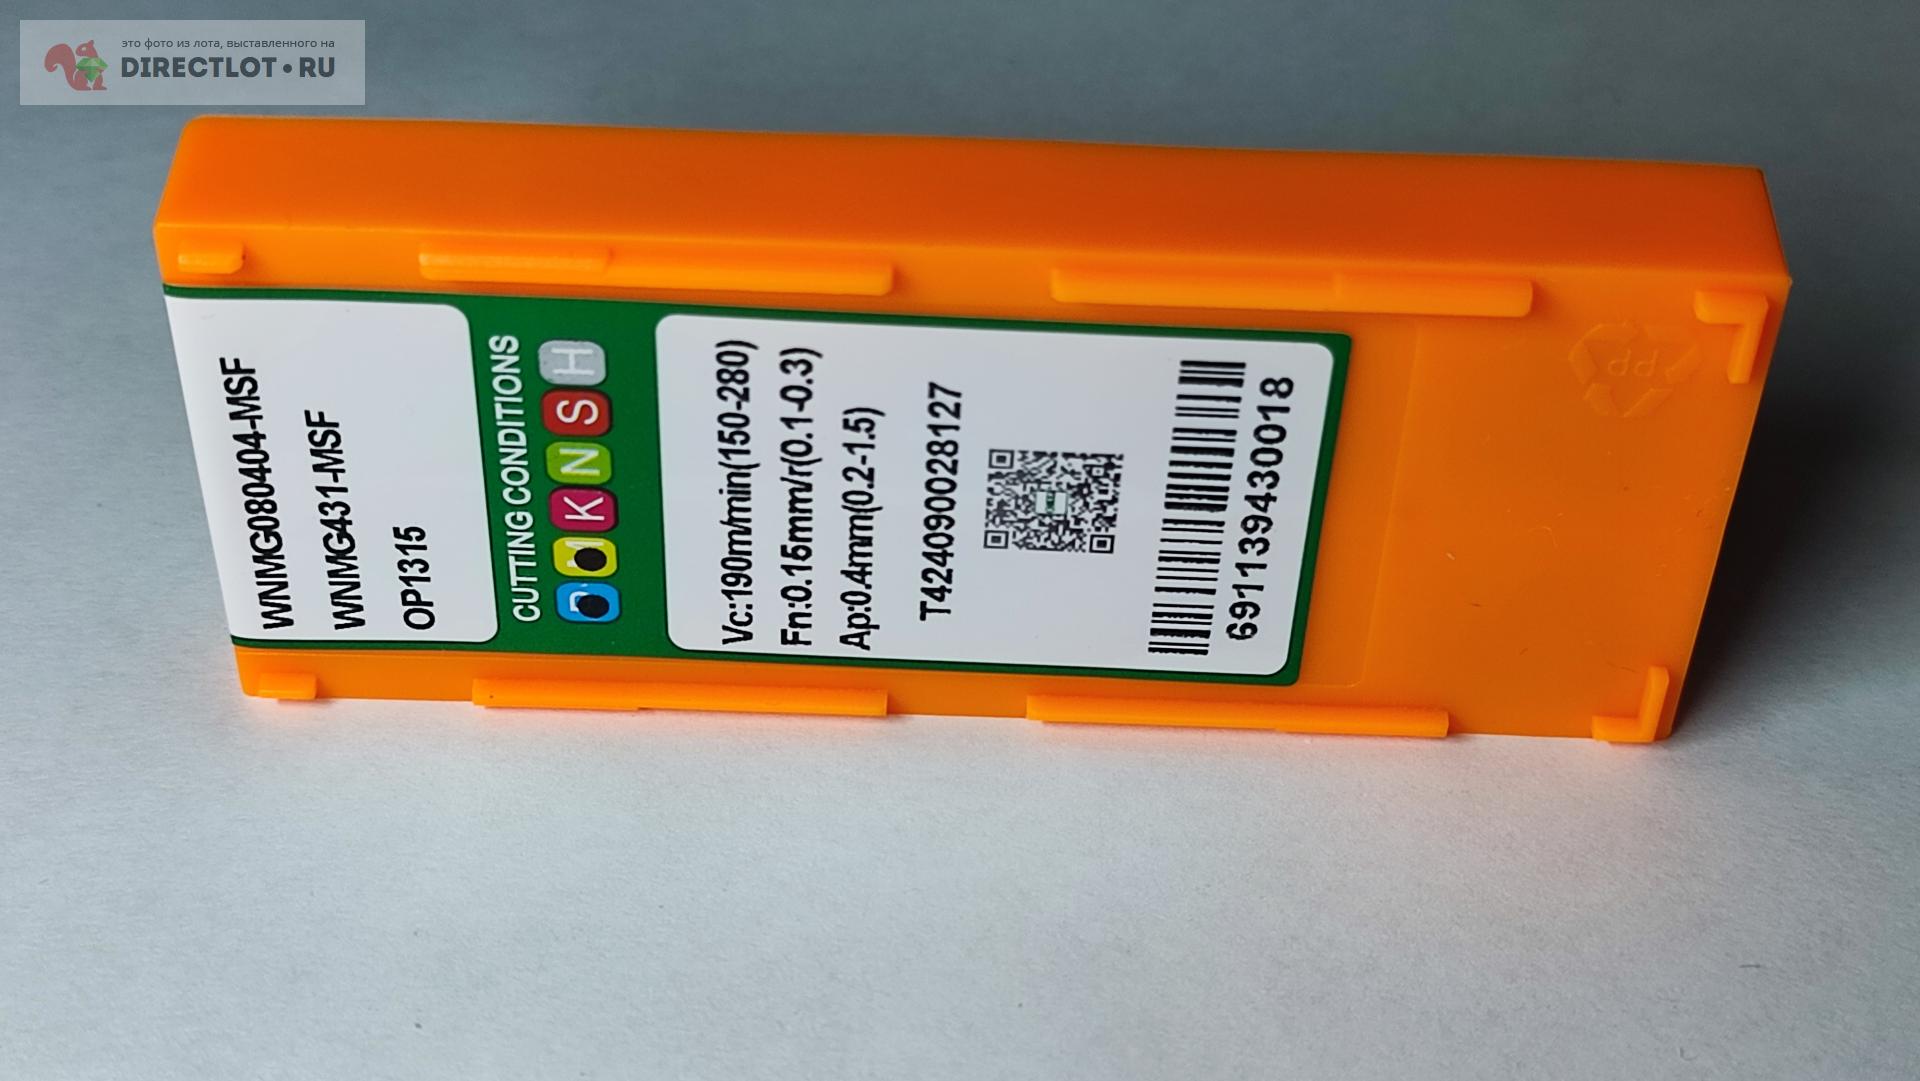 это фото из лота, выставленного на
DIRECTLOT•RU
WNMG080404-MSF
WNMG431-MSF
OP1315
CUTTING CONDITIONS
P M K N S H
Vc:190m/min(150-280)
Fn:0.15mm/r(0.1-0.3)
Ap:0.4mm(0.2-1.5)
T424090028127
691139430018
PP